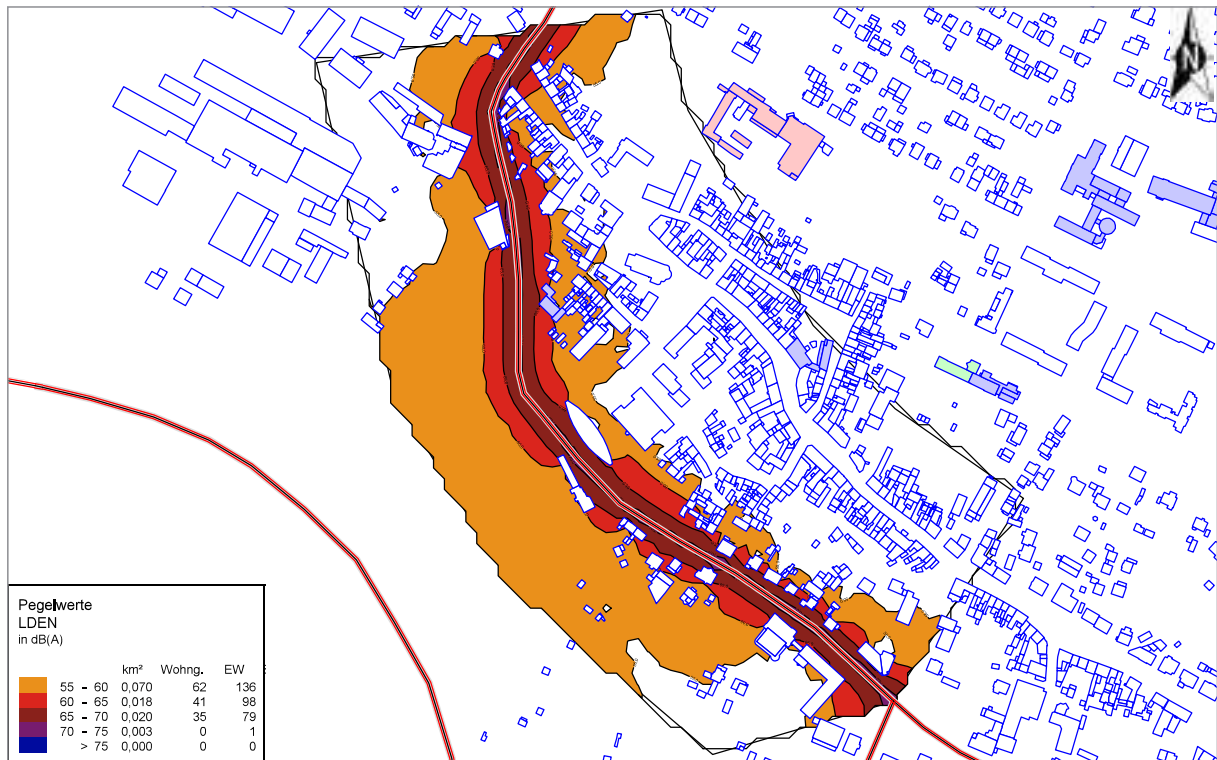 N
Pegelwerte
LDEN
in dB(A)
km² Wohng. EW
55 - 60 0,070 62 136
60 - 65 0,018 41 98
65 - 70 0,020 35 79
70 - 75 0,003 0 1
> 75 0,000 0 0